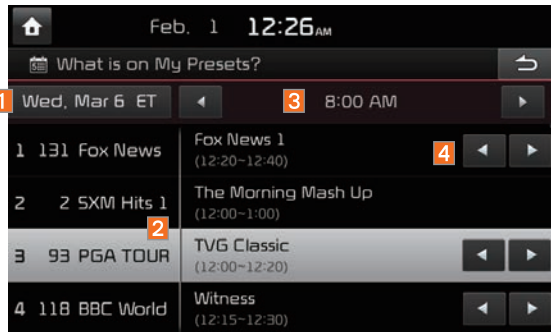 Feb. 1 12:26 AM
What is on My Presets?
1 Wed, Mar 6 ET 3 8:00 AM
1 131 Fox News
Fox News 1
(12:20~12:40)
4
2 2 SXM Hits 1
The Morning Mash Up
(12:00~1:00)
2
3 93 PGA TOUR
TVG Classic
(12:00~12:20)
4 118 BBC World
Witness
(12:15~12:30)